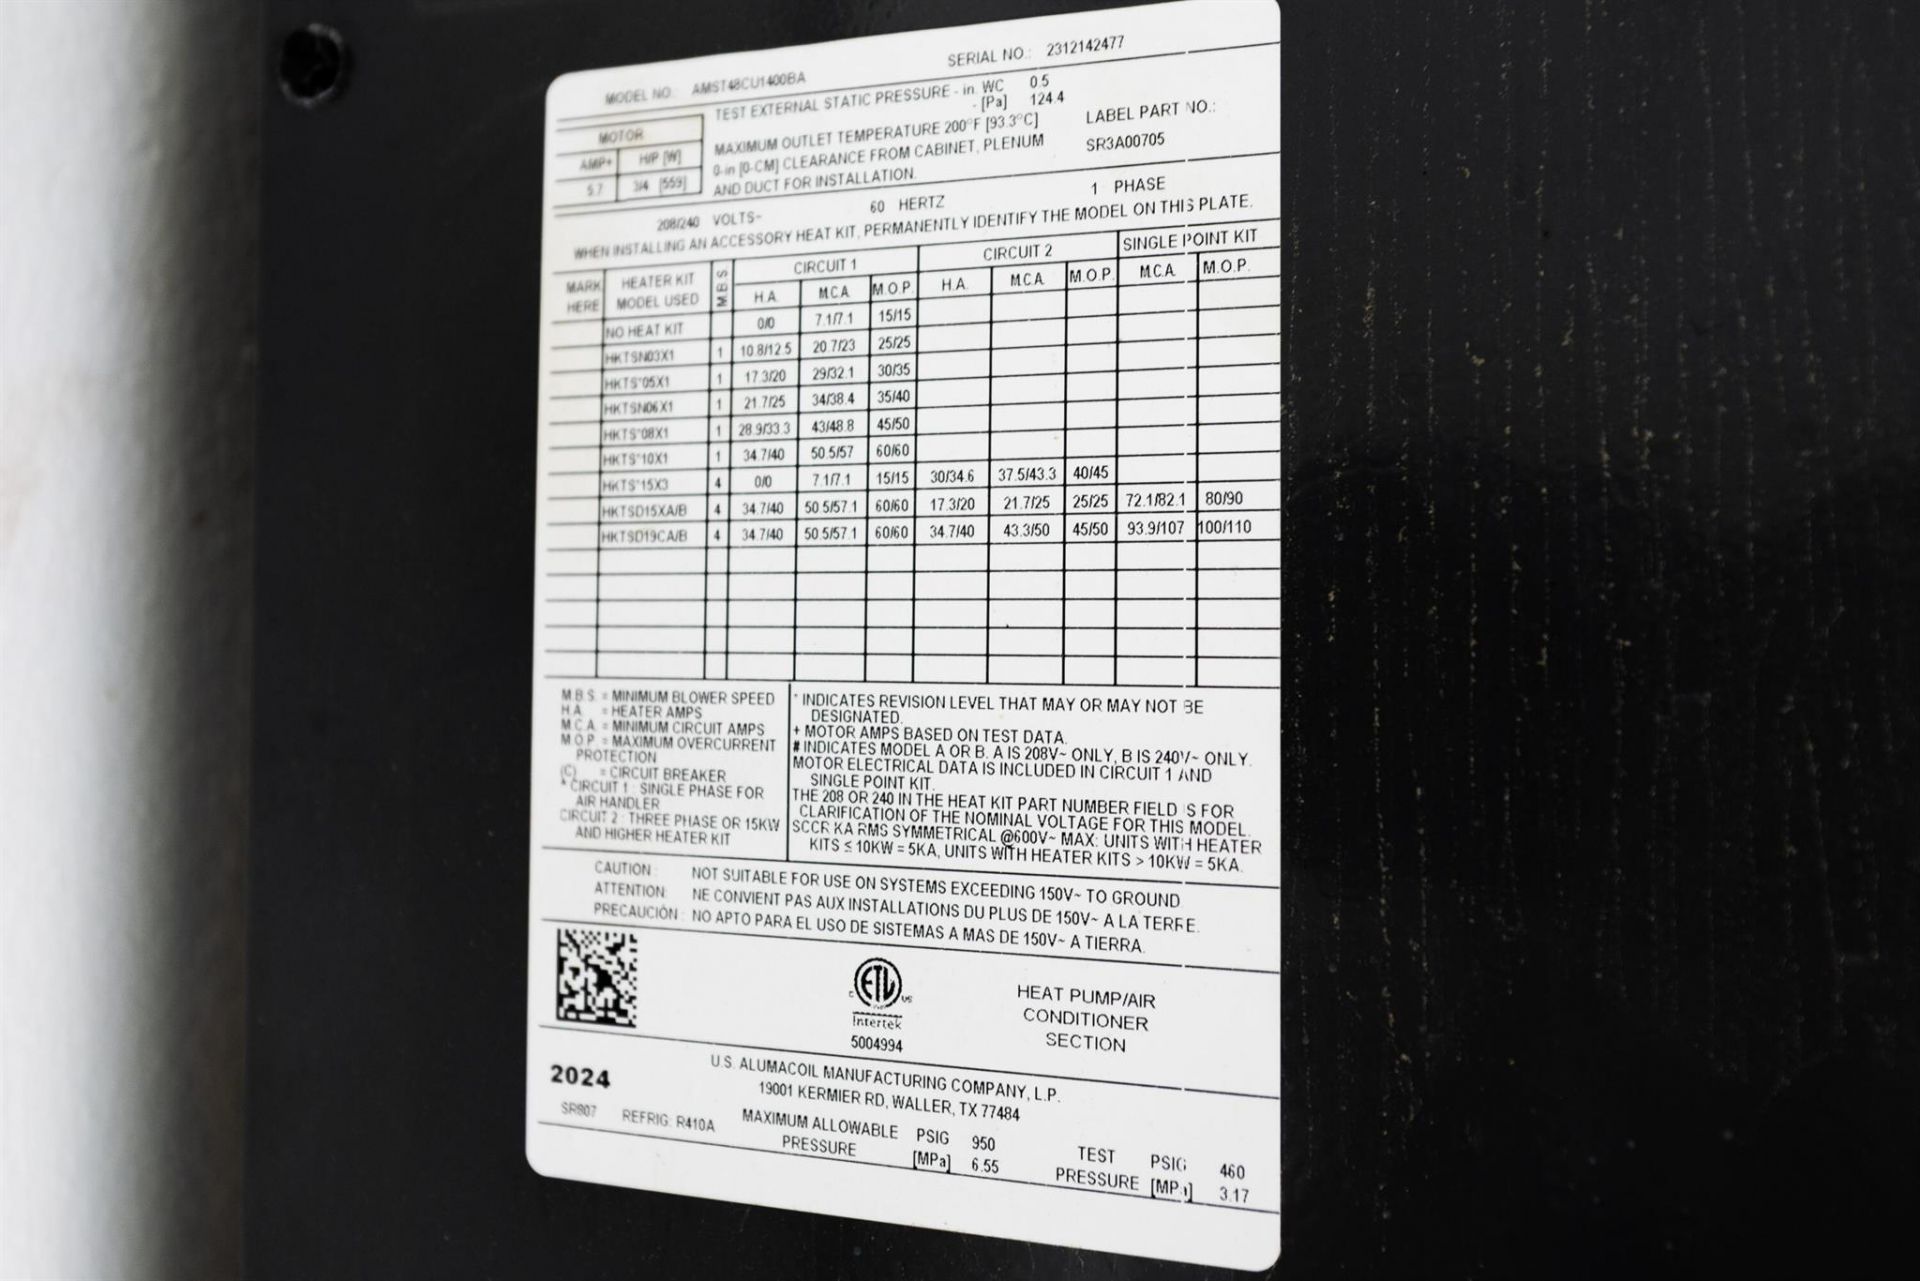 MODEL NO.: AMST48CU1400BA SERIAL NO.: 2312142477
MOTOR
AMP+ H/P [W]
5.7 3/4 [559]
TEST EXTERNAL STATIC PRESSURE - in. WC 0.5
- [Pa] 124.4
MAXIMUM OUTLET TEMPERATURE 200°F [93.3°C]
0-in [0-CM] CLEARANCE FROM CABINET, PLENUM
AND DUCT FOR INSTALLATION.
LABEL PART NO.:
SR3A00705
208/240 VOLTS~ 60 HERTZ 1 PHASE
WHEN INSTALLING AN ACCESSORY HEAT KIT, PERMANENTLY IDENTIFY THE MODEL ON THIS PLATE.
MARK HERE HEATER KIT MODEL USED M.B.S CIRCUIT 1 CIRCUIT 2 SINGLE POINT KIT
H.A. M.C.A M.O.P. H.A. M.C.A. M.O.P. M.C.A. M.O.P.
NO HEAT KIT 0/0 7.1/7.1 15/15
HKTSN03X1 1 10.8/12.5 20.7/23 25/25
HKTS*05X1 1 17.3/20 29/32.1 30/35
HKTSN06X1 1 21.7/25 34/38.4 35/40
HKTS*08X1 1 28.9/33.3 43/48.8 45/50
HKTS*10X1 1 34.7/40 50.5/57 60/60
HKTS*15X3 4 0/0 7.1/7.1 15/15 30/34.6 37.5/43.3 40/45
HKTSD15XA/B 4 34.7/40 50.5/57.1 60/60 17.3/20 21.7/25 25/25 72.1/82.1 80/90
HKTSD19CA/B 4 34.7/40 50.5/57.1 60/60 34.7/40 43.3/50 45/50 93.9/107 100/110
M.B.S. = MINIMUM BLOWER SPEED
H.A. = HEATER AMPS
M.C.A. = MINIMUM CIRCUIT AMPS
M.O.P. = MAXIMUM OVERCURRENT
PROTECTION
(C) = CIRCUIT BREAKER
* CIRCUIT 1 : SINGLE PHASE FOR
AIR HANDLER
CIRCUIT 2 : THREE PHASE OR 15KW
AND HIGHER HEATER KIT
* INDICATES REVISION LEVEL THAT MAY OR MAY NOT BE
DESIGNATED.
+ MOTOR AMPS BASED ON TEST DATA.
# INDICATES MODEL A OR B. A IS 208V~ ONLY, B IS 240V~ ONLY.
MOTOR ELECTRICAL DATA IS INCLUDED IN CIRCUIT 1 AND
SINGLE POINT KIT.
THE 208 OR 240 IN THE HEAT KIT PART NUMBER FIELD IS FOR
CLARIFICATION OF THE NOMINAL VOLTAGE FOR THIS MODEL.
SCCR KA RMS SYMMETRICAL @600V~ MAX: UNITS WITH HEATER
KITS ≤ 10KW = 5KA, UNITS WITH HEATER KITS > 10KW = 5KA.
CAUTION : NOT SUITABLE FOR USE ON SYSTEMS EXCEEDING 150V~ TO GROUND
ATTENTION: NE CONVIENT PAS AUX INSTALLATIONS DU PLUS DE 150V~ A LA TERRE.
PRECAUCIÓN : NO APTO PARA EL USO DE SISTEMAS A MAS DE 150V~ A TIERRA.
C ETL US
Intertek
5004994
HEAT PUMP/AIR
CONDITIONER
SECTION
2024
U.S. ALUMACOIL MANUFACTURING COMPANY, L.P.
19001 KERMIER RD, WALLER, TX 77484
SR807 REFRIG: R410A MAXIMUM ALLOWABLE PRESSURE PSIG 950 TEST PRESSURE PSIG 460
[MPa] 6.55 [MPa] 3.17